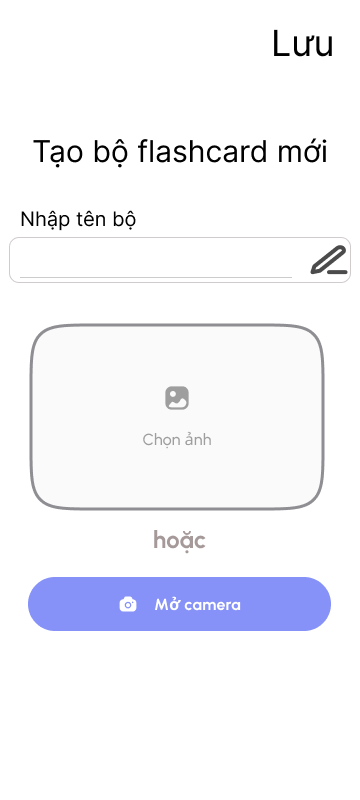 Lưu
Tạo bộ flashcard mới
Nhập tên bộ
Chọn ảnh
hoặc
Mở camera